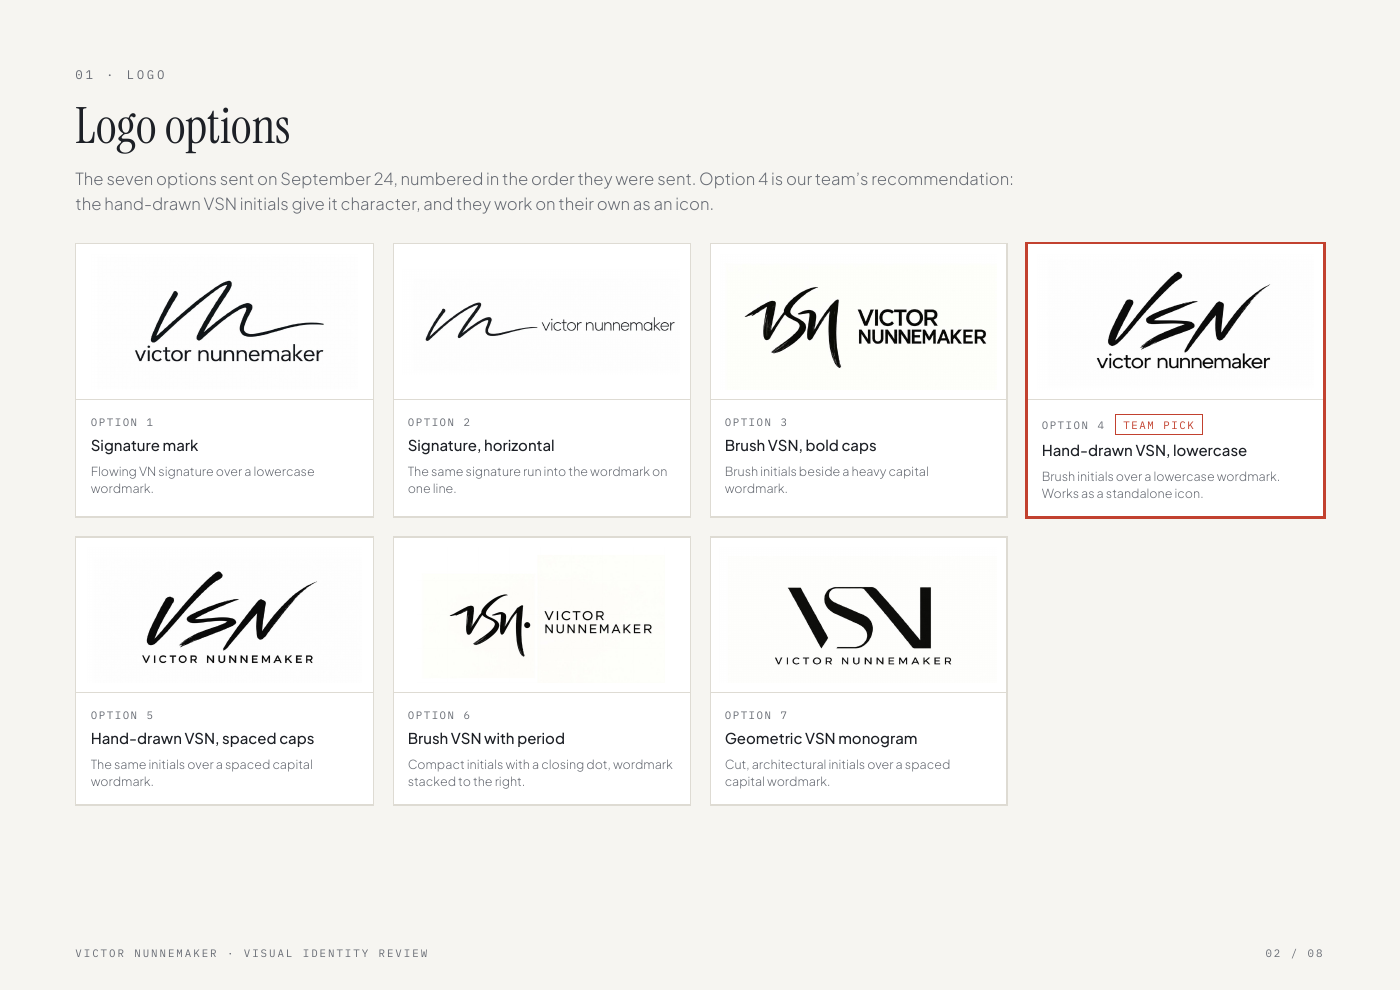 01 · LOGO
Logo options
The seven options sent on September 24, numbered in the order they were sent. Option 4 is our team's recommendation:
the hand-drawn VSN initials give it character, and they work on their own as an icon.
victor nunnemaker
OPTION 1
Signature mark
Flowing VN signature over a lowercase
wordmark.
victor nunnemaker
OPTION 2
Signature, horizontal
The same signature run into the wordmark on
one line.
vsn
VICTOR
NUNNEMAKER
OPTION 3
Brush VSN, bold caps
Brush initials beside a heavy capital
wordmark.
VSN
victor nunnemaker
OPTION 4 TEAM PICK
Hand-drawn VSN, lowercase
Brush initials over a lowercase wordmark.
Works as a standalone icon.
VSN
VICTOR NUNNEMAKER
OPTION 5
Hand-drawn VSN, spaced caps
The same initials over a spaced capital
wordmark.
vsn.
VICTOR
NUNNEMAKER
OPTION 6
Brush VSN with period
Compact initials with a closing dot, wordmark
stacked to the right.
VSN
VICTOR NUNNEMAKER
OPTION 7
Geometric VSN monogram
Cut, architectural initials over a spaced
capital wordmark.
VICTOR NUNNEMAKER · VISUAL IDENTITY REVIEW
02 / 08